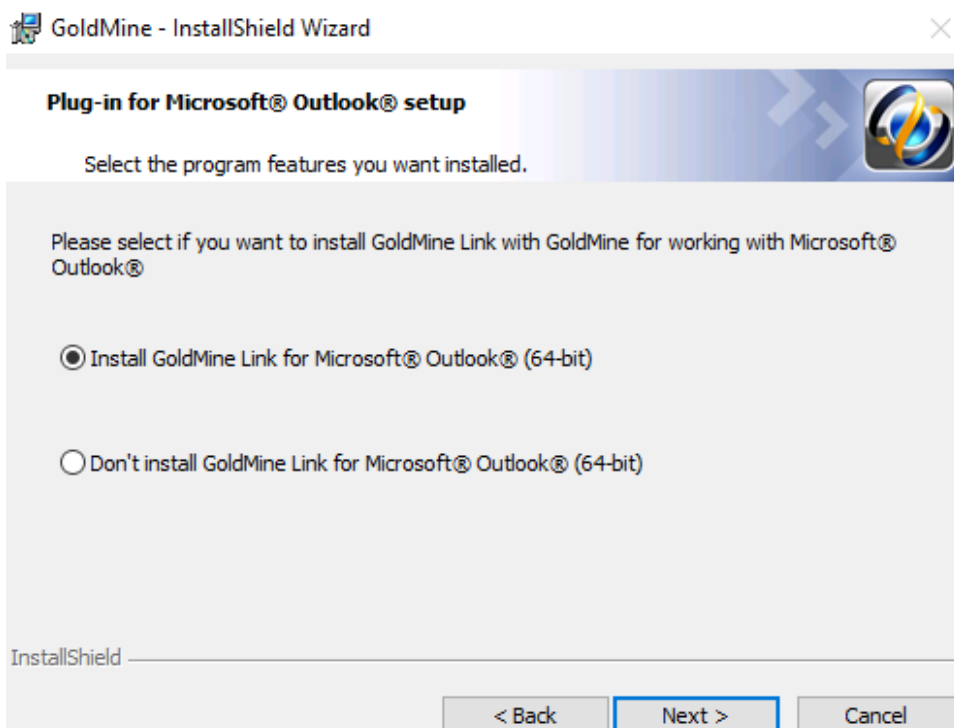 GoldMine - InstallShield Wizard
Plug-in for Microsoft® Outlook® setup
Select the program features you want installed.
Please select if you want to install GoldMine Link with GoldMine for working with Microsoft®
Outlook®
Install GoldMine Link for Microsoft® Outlook® (64-bit)
Don't install GoldMine Link for Microsoft® Outlook® (64-bit)
InstallShield
< Back Next > Cancel